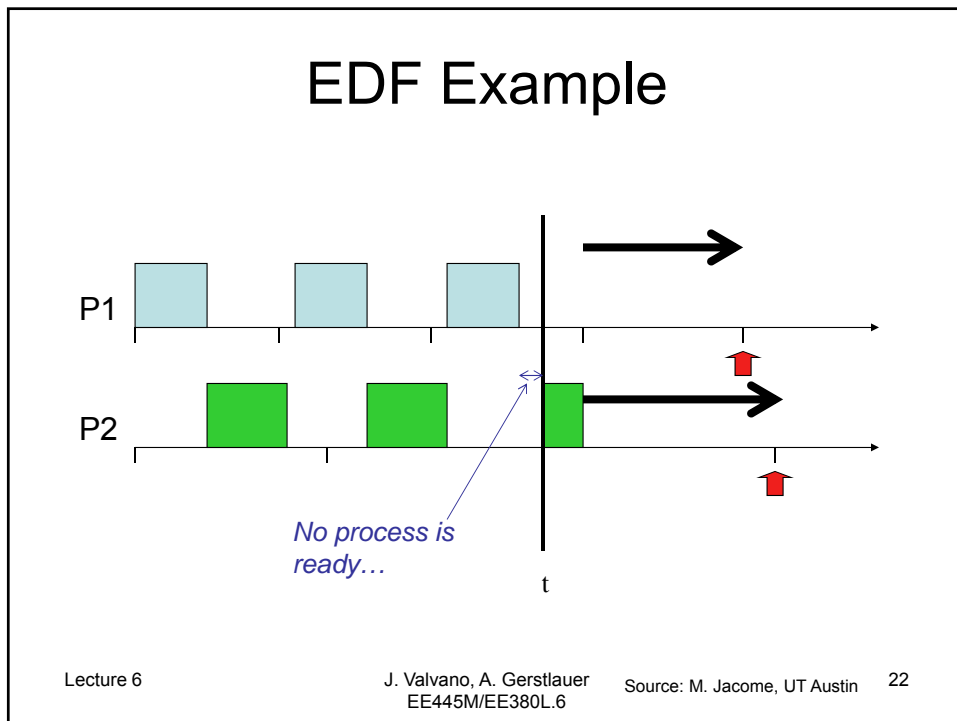 EDF Example
P1
P2
No process is
ready…
t
Lecture 6
J. Valvano, A. Gerstlauer
EE445M/EE380L.6
Source: M. Jacome, UT Austin
22